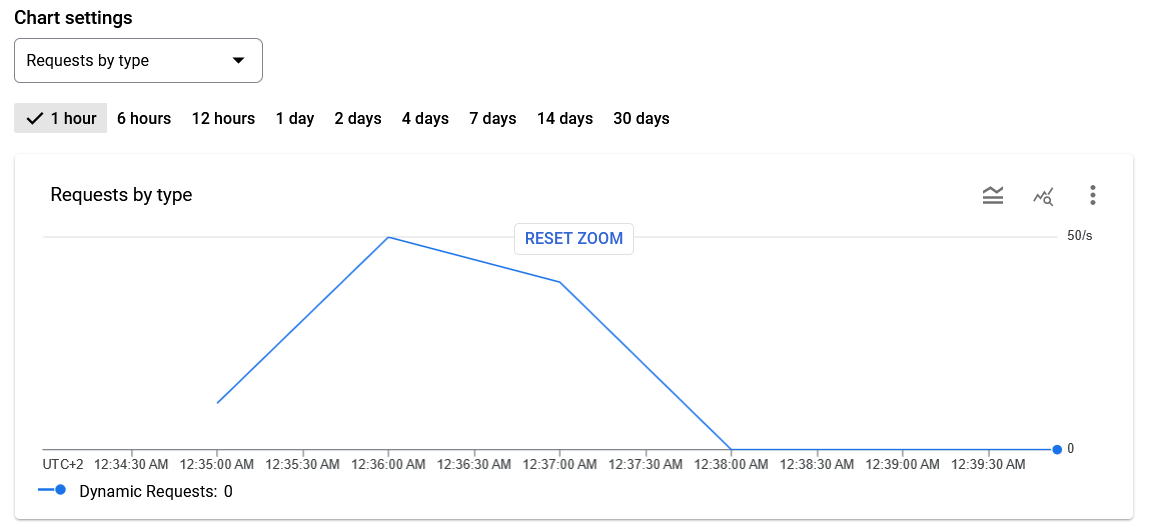 Chart settings
Requests by type
1 hour 6 hours 12 hours 1 day 2 days 4 days 7 days 14 days 30 days
Requests by type
RESET ZOOM
50/s
0
UTC+2 12:34:30 AM 12:35:00 AM 12:35:30 AM 12:36:00 AM 12:36:30 AM 12:37:00 AM 12:37:30 AM 12:38:00 AM 12:38:30 AM 12:39:00 AM 12:39:30 AM
Dynamic Requests: 0